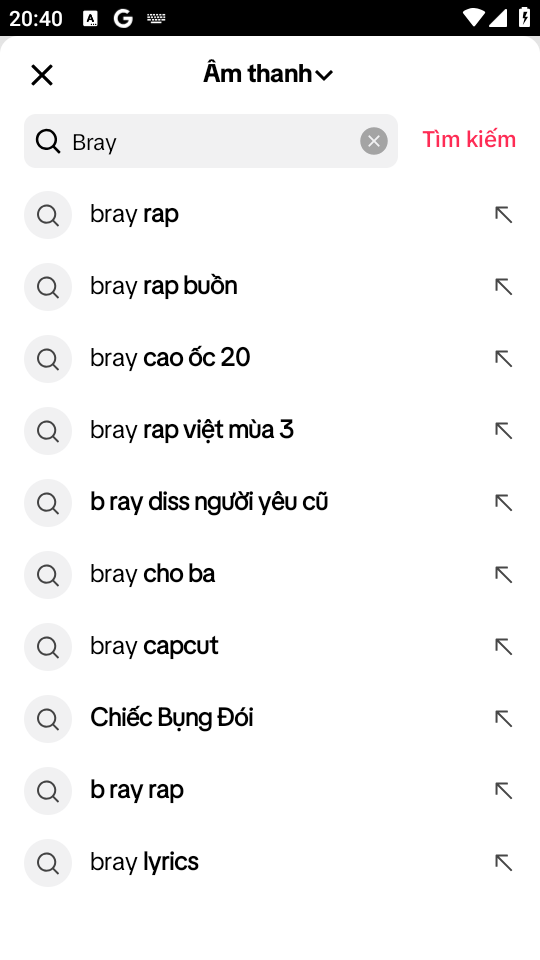 20:40
Âm thanh
Bray
Tìm kiếm
bray rap
bray rap buồn
bray cao ốc 20
bray rap việt mùa 3
b ray diss người yêu cũ
bray cho ba
bray capcut
Chiếc Bụng Đói
b ray rap
bray lyrics